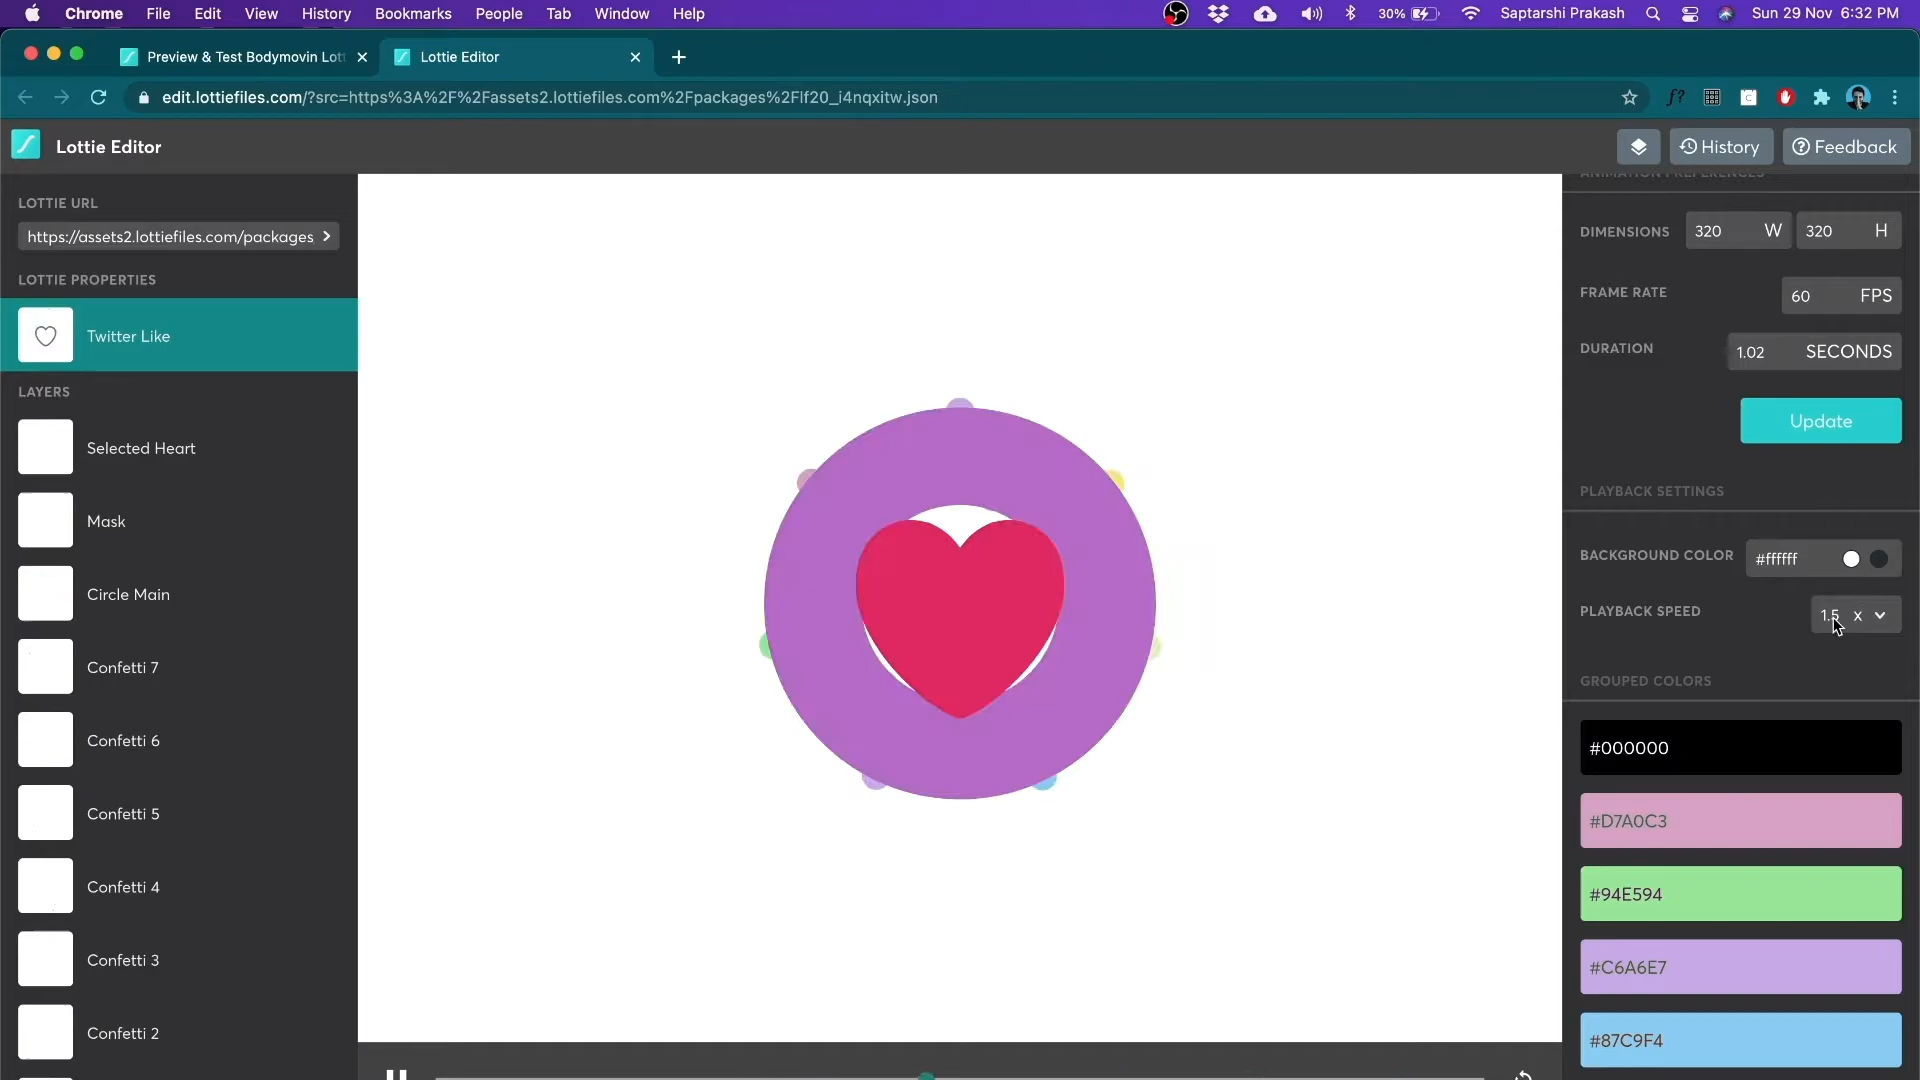 Chrome File Edit View History Bookmarks People Tab Window Help 30% Saptarshi Prakash Sun 29 Nov 6:32 PM
Preview & Test Bodymovin Lot Lottie Editor
edit.lottiefiles.com/?src=https%3A%2F%2Fassets2.lottiefiles.com%2Fpackages%2Flf20_i4nqxitw.json f?
Lottie Editor History Feedback
LOTTIE URL
https://assets2.lottiefiles.com/packages
LOTTIE PROPERTIES
Twitter Like
LAYERS
Selected Heart
Mask
Circle Main
Confetti 7
Confetti 6
Confetti 5
Confetti 4
Confetti 3
Confetti 2
ANIMATION PREFERENCES
DIMENSIONS 320 W 320 H
FRAME RATE 60 FPS
DURATION 1.02 SECONDS
Update
PLAYBACK SETTINGS
BACKGROUND COLOR #ffffff
PLAYBACK SPEED 1.5 x
GROUPED COLORS
#000000
#D7A0C3
#94E594
#C6A6E7
#87C9F4